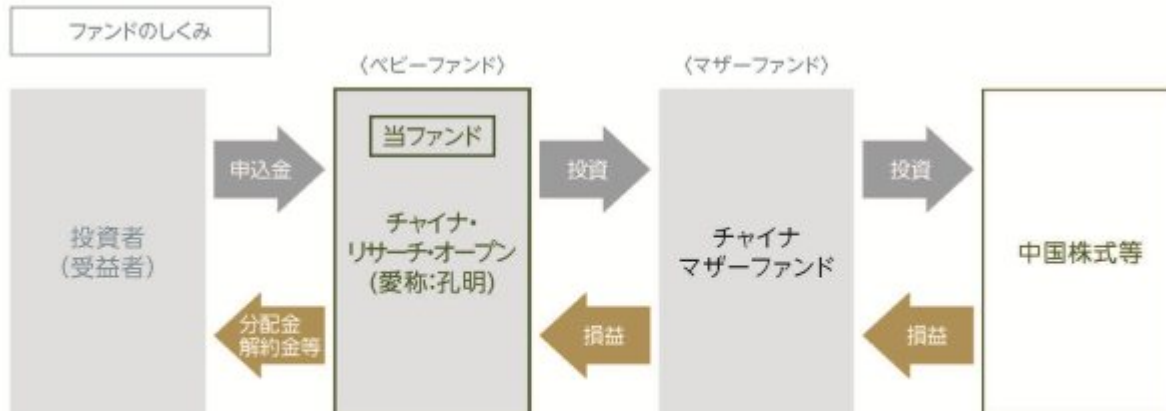 ファンドのしくみ
〈ベビーファンド〉
〈マザーファンド〉
投資者
(受益者)
申込金
分配金
解約金等
当ファンド
チャイナ・
リサーチ・オープン
(愛称:孔明)
投資
損益
チャイナ
マザーファンド
投資
損益
中国株式等